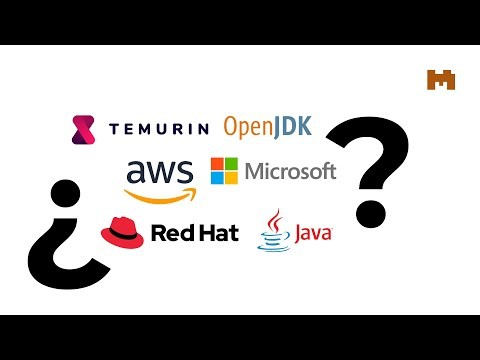 TEMURIN OpenJDK
aws Microsoft
¿ ?
Red Hat Java